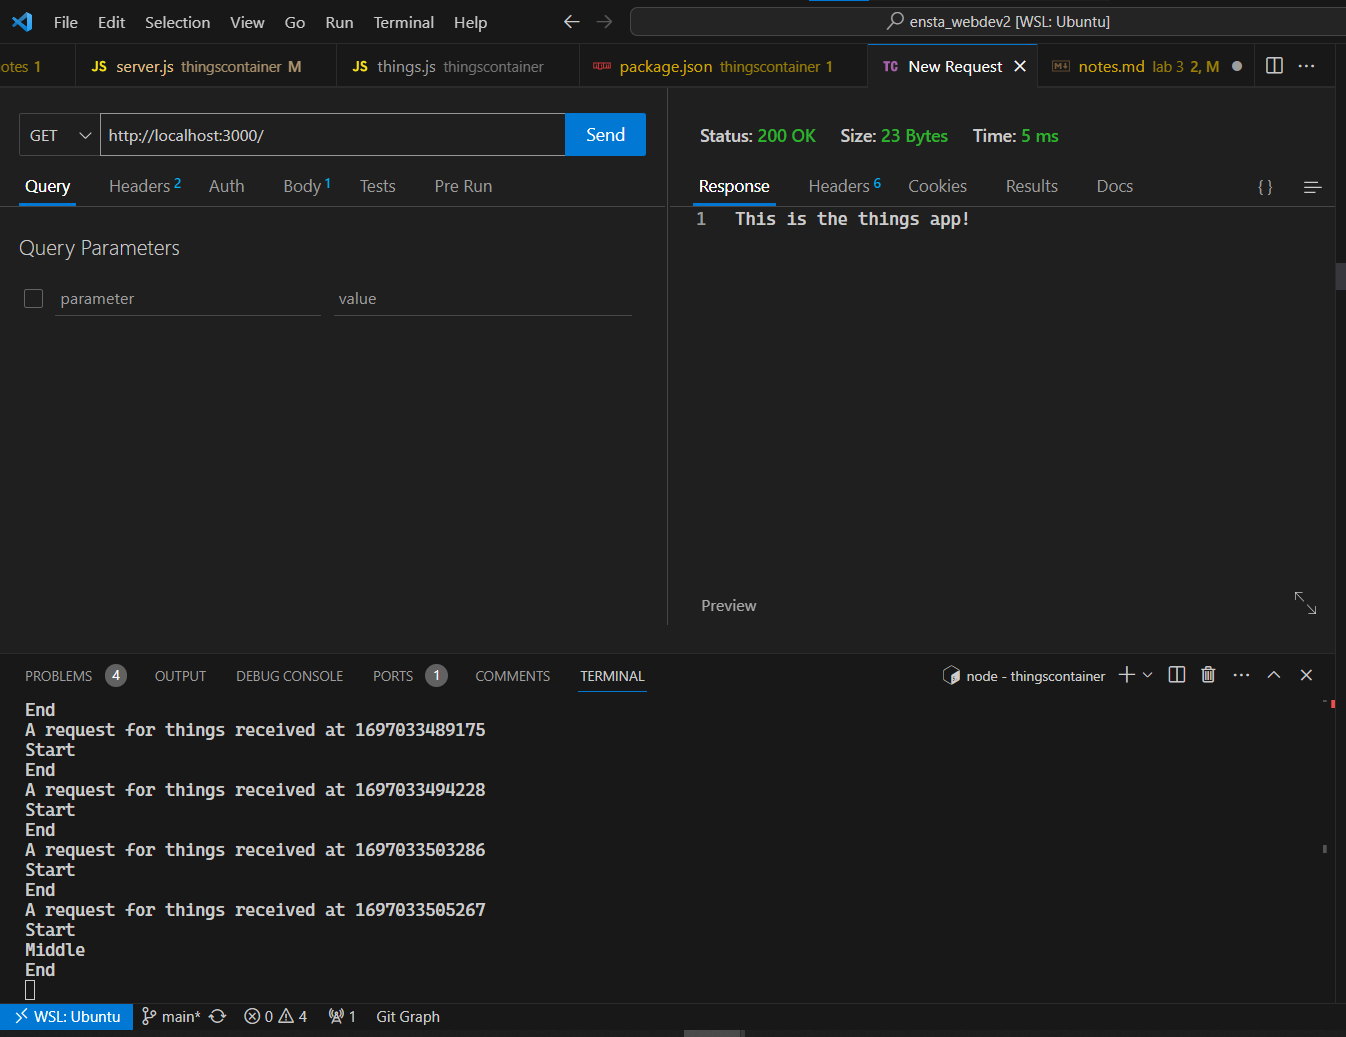 File Edit Selection View Go Run Terminal Help ensta_webdev2 [WSL: Ubuntu]
otes 1 JS server.js thingscontainer M JS things.js thingscontainer npm package.json thingscontainer 1 TC New Request notes.md lab 3 2, M
GET http://localhost:3000/ Send
Status: 200 OK Size: 23 Bytes Time: 5 ms
Query Headers 2 Auth Body 1 Tests Pre Run
Response Headers 6 Cookies Results Docs { }
1 This is the things app!
Query Parameters
parameter value
Preview
PROBLEMS 4 OUTPUT DEBUG CONSOLE PORTS 1 COMMENTS TERMINAL node - thingscontainer
End
A request for things received at 1697033489175
Start
End
A request for things received at 1697033494228
Start
End
A request for things received at 1697033503286
Start
End
A request for things received at 1697033505267
Start
Middle
End
WSL: Ubuntu main* 0 4 1 Git Graph